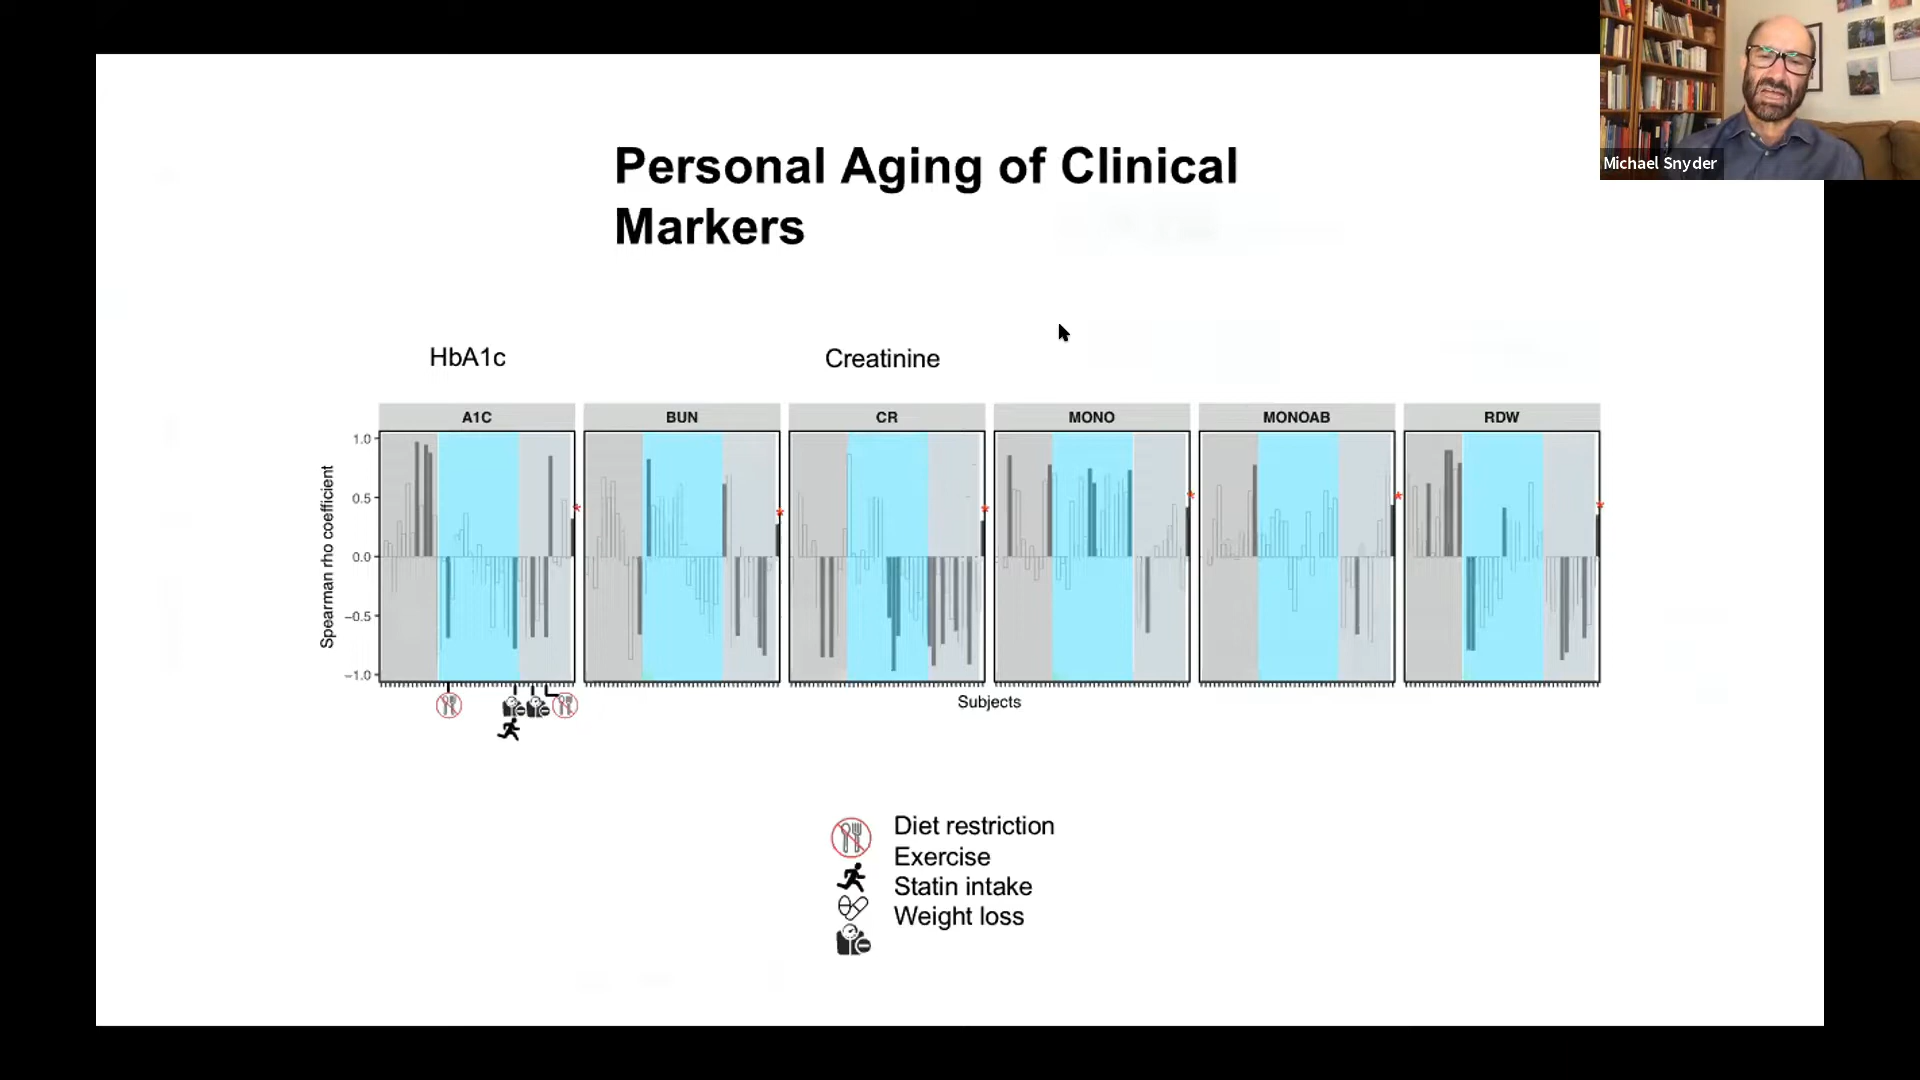 Michael Snyder
Personal Aging of Clinical
Markers
HbA1c
Creatinine
A1C
BUN
CR
MONO
MONOAB
RDW
Spearman rho coefficient
1.0
0.5
0.0
−0.5
−1.0
*
*
*
*
*
*
Subjects
Diet restriction
Exercise
Statin intake
Weight loss